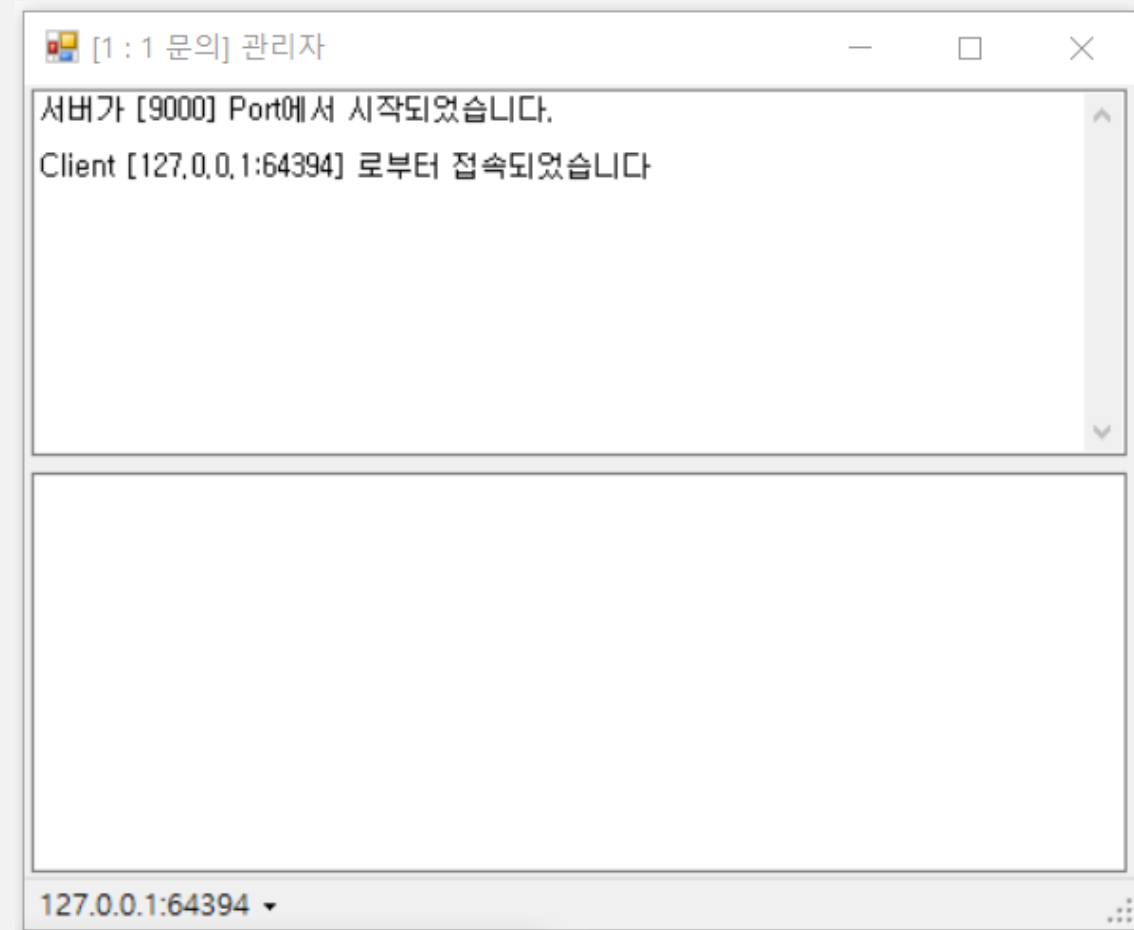 [1 : 1 문의] 관리자
서버가 [9000] Port에서 시작되었습니다.
Client [127.0.0.1:64394] 로부터 접속되었습니다
127.0.0.1:64394